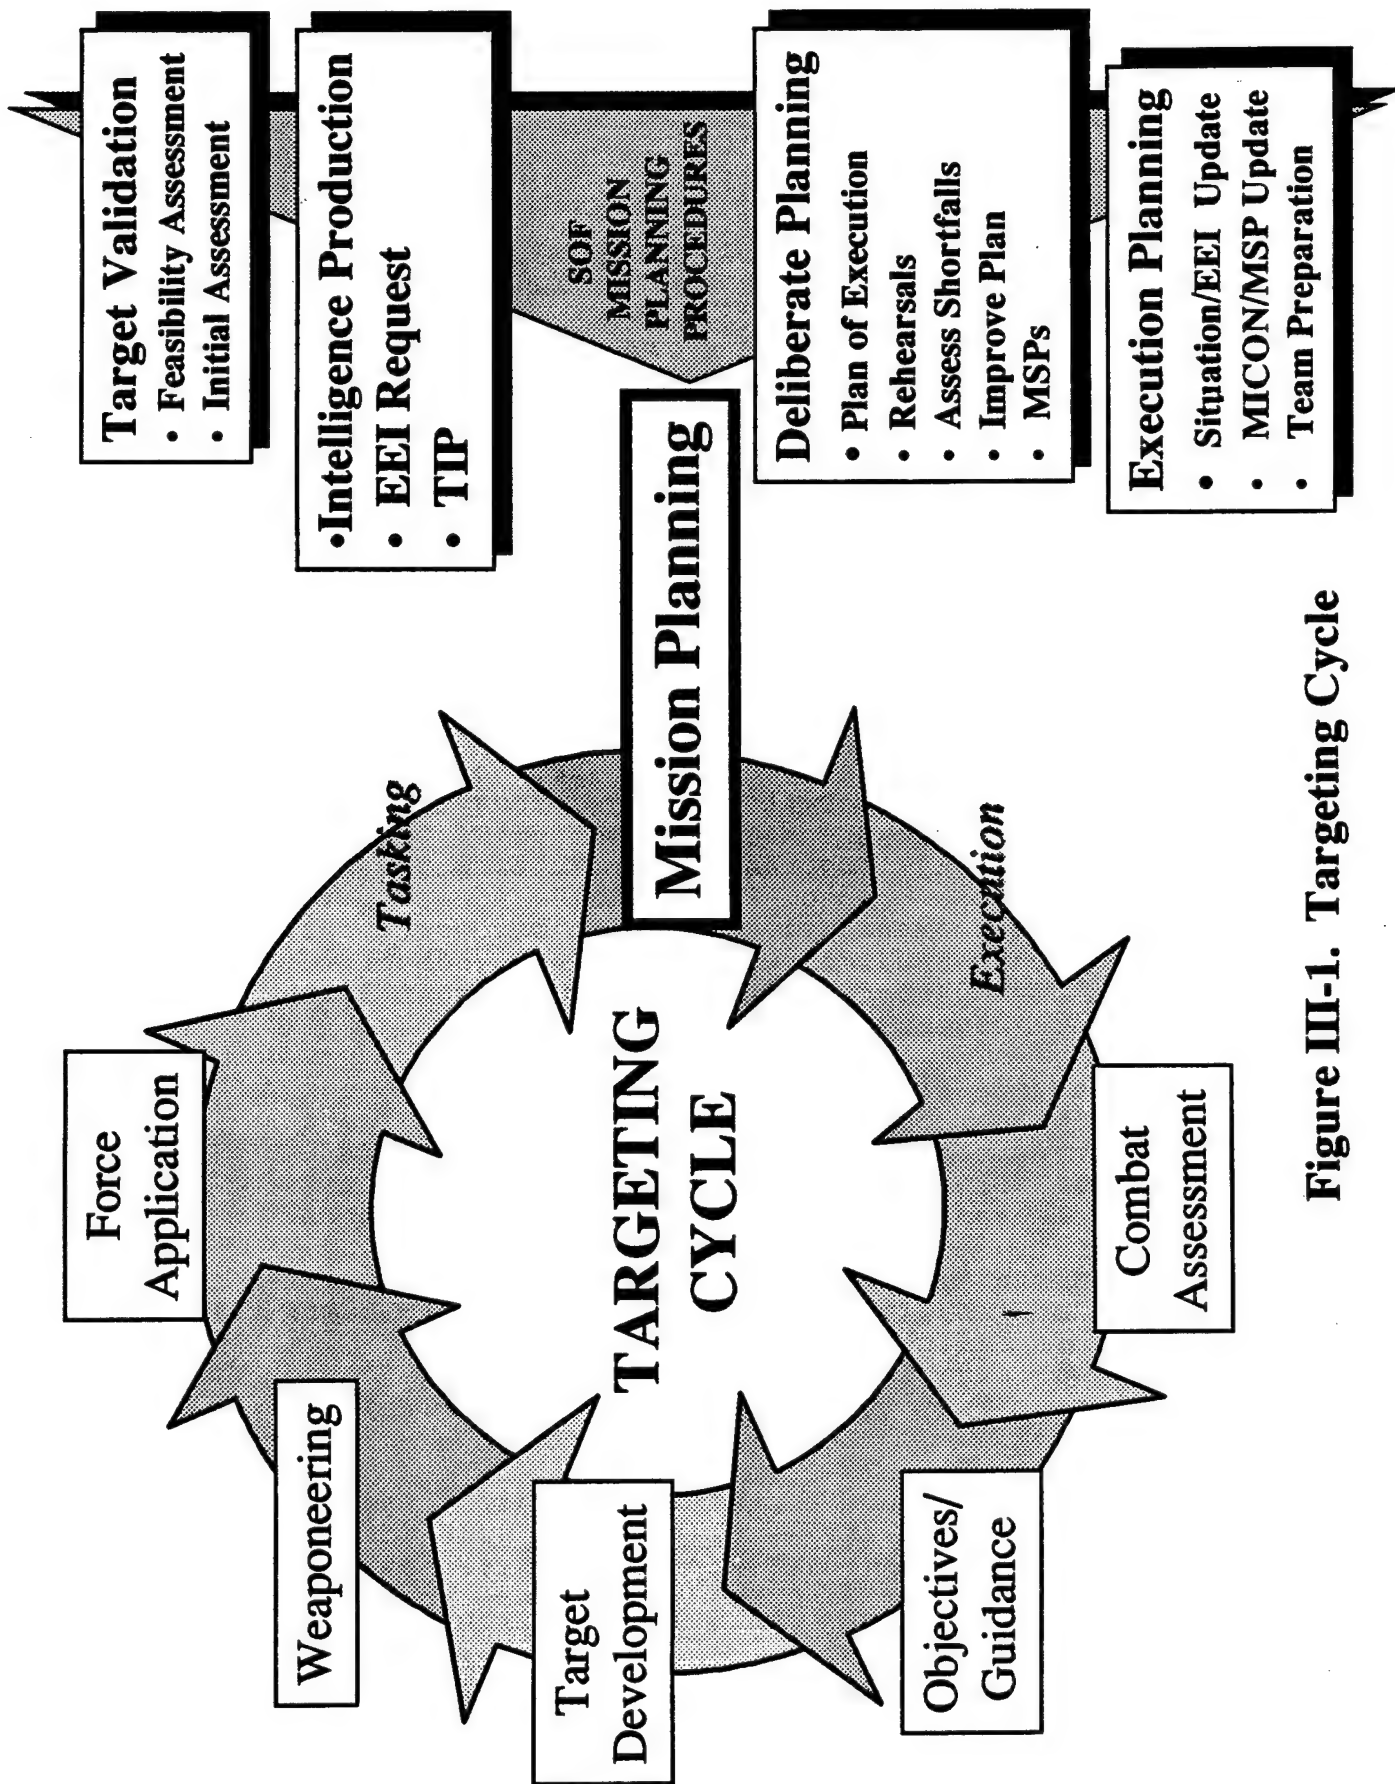 Force
Application
Weaponeering
Tasking
Target
Development
TARGETING
CYCLE
Mission Planning
Objectives/
Guidance
Execution
Combat
Assessment
Target Validation
• Feasibility Assessment
• Initial Assessment
•Intelligence Production
• EEI Request
• TIP
SOF
MISSION
PLANNING
PROCEDURES
Deliberate Planning
• Plan of Execution
• Rehearsals
• Assess Shortfalls
• Improve Plan
• MSPs
Execution Planning
• Situation/EEI Update
• MICON/MSP Update
• Team Preparation
Figure III-1. Targeting Cycle